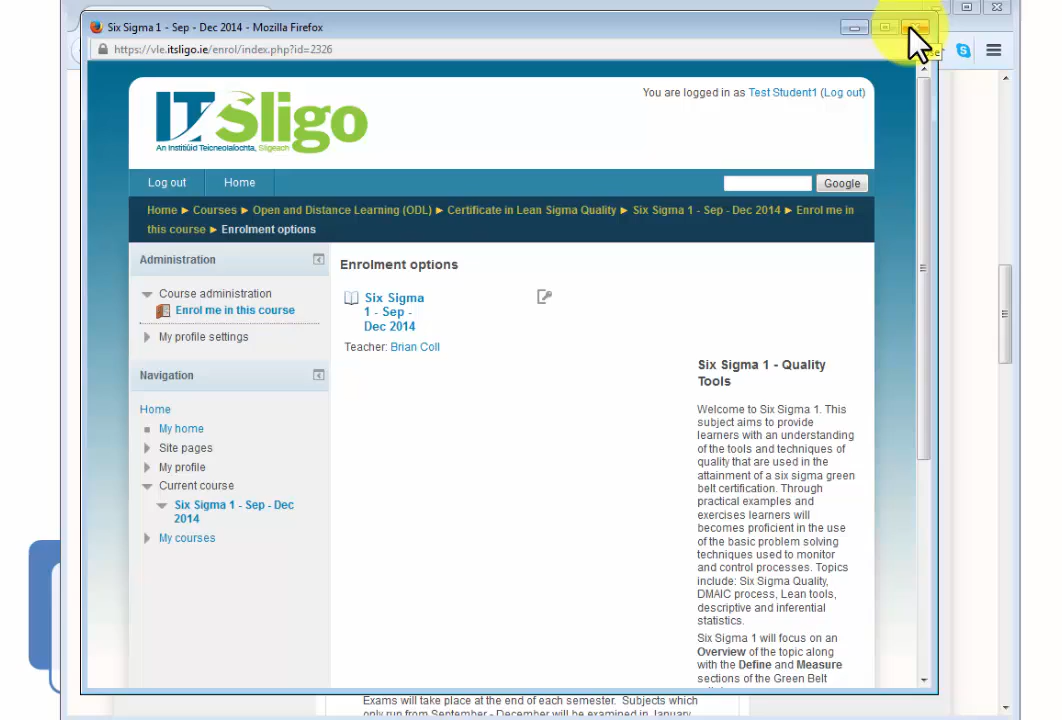 Six Sigma 1 - Sep - Dec 2014 - Mozilla Firefox
https://vle.itsligo.ie/enrol/index.php?id=2326
ITSligo
An Institiúid Teicneolaíochta, Sligeach
You are logged in as Test Student1 (Log out)
Log out Home
Google
Home ► Courses ► Open and Distance Learning (ODL) ► Certificate in Lean Sigma Quality ► Six Sigma 1 - Sep - Dec 2014 ► Enrol me in
this course ► Enrolment options
Administration
Course administration
Enrol me in this course
My profile settings
Navigation
Home
My home
Site pages
My profile
Current course
Six Sigma 1 - Sep - Dec
2014
My courses
Enrolment options
Six Sigma
1 - Sep -
Dec 2014
Teacher: Brian Coll
Six Sigma 1 - Quality
Tools
Welcome to Six Sigma 1. This
subject aims to provide
learners with an understanding
of the tools and techniques of
quality that are used in the
attainment of a six sigma green
belt certification. Through
practical examples and
exercises learners will
becomes proficient in the use
of the basic problem solving
techniques used to monitor
and control processes. Topics
include: Six Sigma Quality,
DMAIC process, Lean tools,
descriptive and inferential
statistics.
Six Sigma 1 will focus on an
Overview of the topic along
with the Define and Measure
sections of the Green Belt
Exams will take place at the end of each semester. Subjects which
only run from September - December will be examined in January